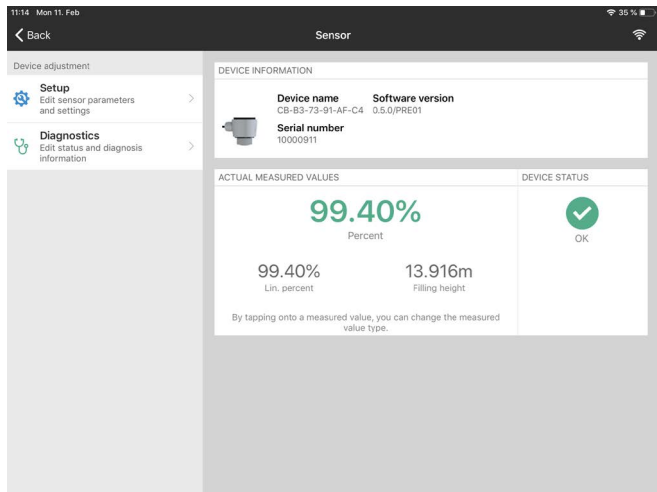 11:14 Mon 11. Feb
35 %
Back
Sensor
Device adjustment
Setup
Edit sensor parameters
and settings
Diagnostics
Edit status and diagnosis
information
DEVICE INFORMATION
Device name
CB-B3-73-91-AF-C4
Software version
0.5.0/PRE01
Serial number
10000911
ACTUAL MEASURED VALUES
99.40%
Percent
99.40%
Lin. percent
13.916m
Filling height
By tapping onto a measured value, you can change the measured
value type.
DEVICE STATUS
OK